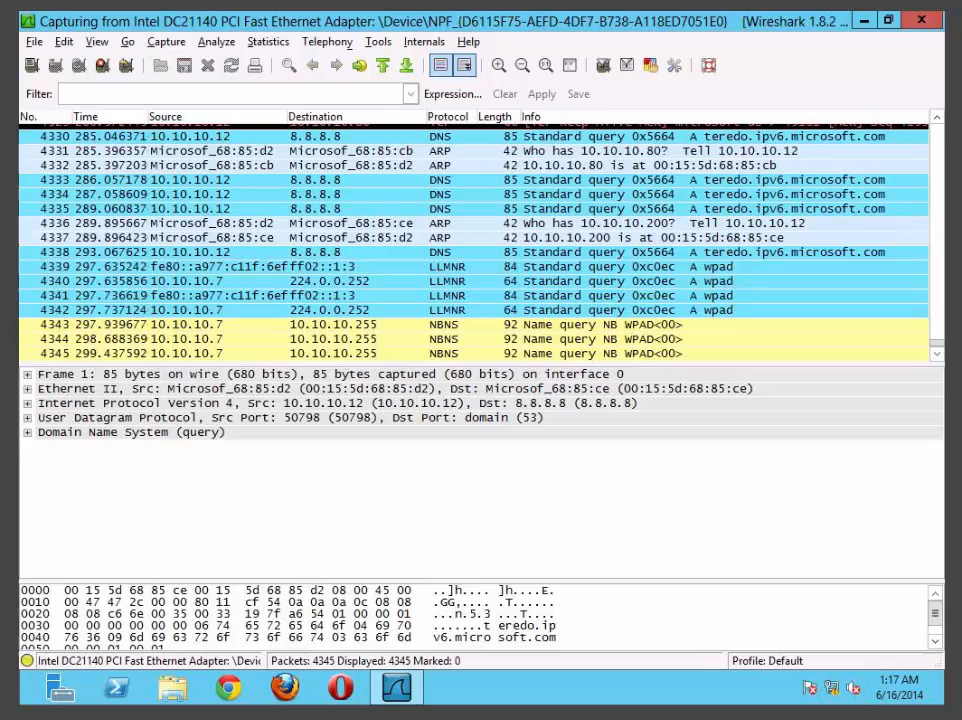 Capturing from Intel DC21140 PCI Fast Ethernet Adapter: \Device\NPF_{D6115F75-AEFD-4DF7-B738-A118ED7051E0} [Wireshark 1.8.2 ...
File Edit View Go Capture Analyze Statistics Telephony Tools Internals Help
Filter: Expression... Clear Apply Save
No. Time Source Destination Protocol Length Info
4330 285.046371 10.10.10.12 8.8.8.8 DNS 85 Standard query 0x5664 A teredo.ipv6.microsoft.com
4331 285.396357 Microsof_68:85:d2 Microsof_68:85:cb ARP 42 Who has 10.10.10.80? Tell 10.10.10.12
4332 285.397203 Microsof_68:85:cb Microsof_68:85:d2 ARP 42 10.10.10.80 is at 00:15:5d:68:85:cb
4333 286.057178 10.10.10.12 8.8.8.8 DNS 85 Standard query 0x5664 A teredo.ipv6.microsoft.com
4334 287.058609 10.10.10.12 8.8.8.8 DNS 85 Standard query 0x5664 A teredo.ipv6.microsoft.com
4335 289.060837 10.10.10.12 8.8.8.8 DNS 85 Standard query 0x5664 A teredo.ipv6.microsoft.com
4336 289.895667 Microsof_68:85:d2 Microsof_68:85:ce ARP 42 Who has 10.10.10.200? Tell 10.10.10.12
4337 289.896423 Microsof_68:85:ce Microsof_68:85:d2 ARP 42 10.10.10.200 is at 00:15:5d:68:85:ce
4338 293.067625 10.10.10.12 8.8.8.8 DNS 85 Standard query 0x5664 A teredo.ipv6.microsoft.com
4339 297.635242 fe80::a977:c11f:6ef ff02::1:3 LLMNR 84 Standard query 0xc0ec A wpad
4340 297.635856 10.10.10.7 224.0.0.252 LLMNR 64 Standard query 0xc0ec A wpad
4341 297.736619 fe80::a977:c11f:6ef ff02::1:3 LLMNR 84 Standard query 0xc0ec A wpad
4342 297.737124 10.10.10.7 224.0.0.252 LLMNR 64 Standard query 0xc0ec A wpad
4343 297.939677 10.10.10.7 10.10.10.255 NBNS 92 Name query NB WPAD<00>
4344 298.688369 10.10.10.7 10.10.10.255 NBNS 92 Name query NB WPAD<00>
4345 299.437592 10.10.10.7 10.10.10.255 NBNS 92 Name query NB WPAD<00>
Frame 1: 85 bytes on wire (680 bits), 85 bytes captured (680 bits) on interface 0
Ethernet II, Src: Microsof_68:85:d2 (00:15:5d:68:85:d2), Dst: Microsof_68:85:ce (00:15:5d:68:85:ce)
Internet Protocol Version 4, Src: 10.10.10.12 (10.10.10.12), Dst: 8.8.8.8 (8.8.8.8)
User Datagram Protocol, Src Port: 50798 (50798), Dst Port: domain (53)
Domain Name System (query)
0000 00 15 5d 68 85 ce 00 15 5d 68 85 d2 08 00 45 00 ..]h.... ]h....E.
0010 00 47 47 2c 00 00 80 11 cf 54 0a 0a 0a 0c 08 08 .GG,.... .T......
0020 08 08 c6 6e 00 35 00 33 19 7f a6 54 01 00 00 01 ...n.5.3 ...T....
0030 00 00 00 00 00 00 06 74 65 72 65 64 6f 04 69 70 .......t eredo.ip
0040 76 36 09 6d 69 63 72 6f 73 6f 66 74 03 63 6f 6d v6.micro soft.com
0050 00 00 01 00 01
Intel DC21140 PCI Fast Ethernet Adapter: \Devic Packets: 4345 Displayed: 4345 Marked: 0 Profile: Default
1:17 AM
6/16/2014